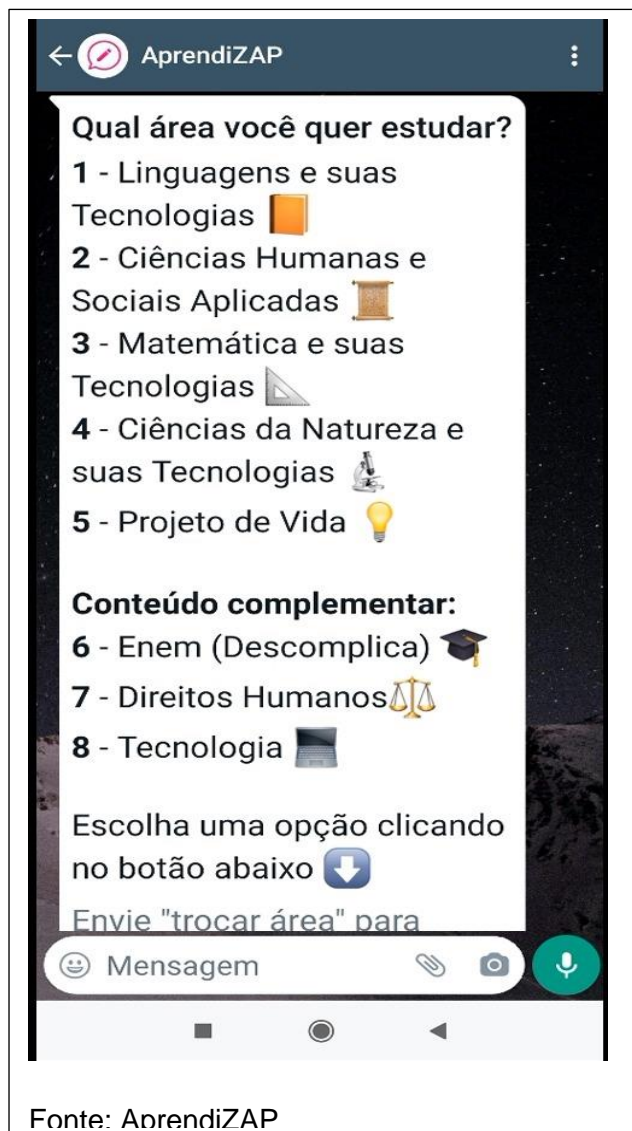 AprendiZAP
Qual área você quer estudar?
1 - Linguagens e suas
Tecnologias
2 - Ciências Humanas e
Sociais Aplicadas
3 - Matemática e suas
Tecnologias
4 - Ciências da Natureza e
suas Tecnologias
5 - Projeto de Vida
Conteúdo complementar:
6 - Enem (Descomplica)
7 - Direitos Humanos
8 - Tecnologia
Escolha uma opção clicando
no botão abaixo
Envie "trocar área" para
Mensagem
Fonte: AprendiZAP